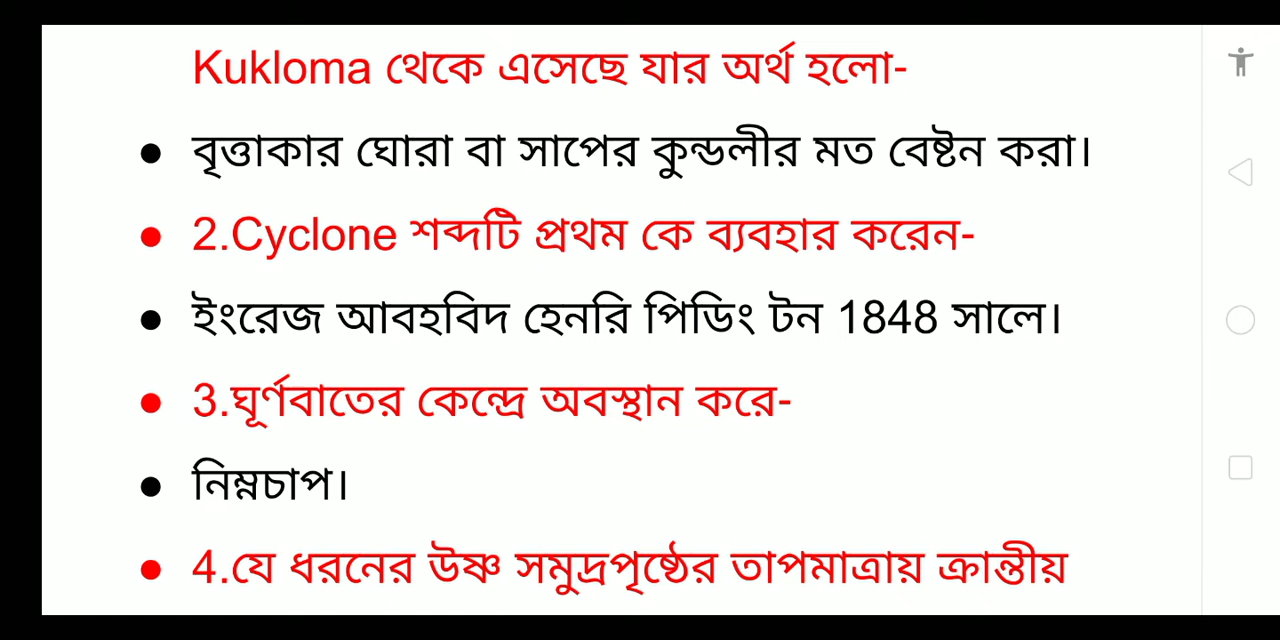 Kukloma থেকে এসেছে যার অর্থ হলো-
● বৃত্তাকার ঘোরা বা সাপের কুন্ডলীর মত বেষ্টন করা।
● 2.Cyclone শব্দটি প্রথম কে ব্যবহার করেন-
● ইংরেজ আবহবিদ হেনরি পিডিং টন 1848 সালে।
● 3.ঘূর্ণবাতের কেন্দ্রে অবস্থান করে-
● নিম্নচাপ।
● 4.যে ধরনের উষ্ণ সমুদ্রপৃষ্ঠের তাপমাত্রায় ক্রান্তীয়